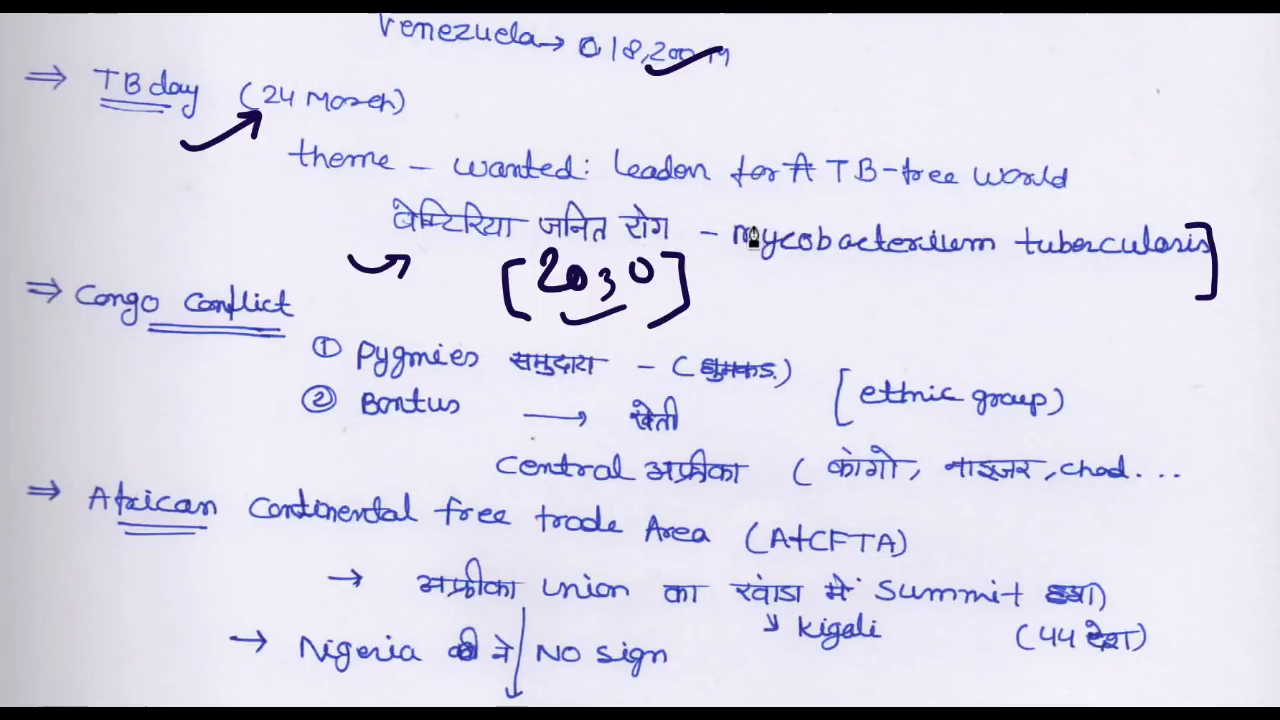 Venezuela → 018,2004
⇒ TB day (24 March)
theme - wanted: leaders for A TB-free world
बैक्टिरिया जनित रोग - mycobacterium tuberculosis]
[2030]
⇒ Congo Conflict
① Pygmies समुदाय - (घुमकड.)
② Bantus → खेती [ethnic group)
Central अफ्रीका (कांगो, नाइजर, chad...
⇒ African Continental free trade Area (AfCFTA)
→ अफ्रीका union का रवांडा में summit हुआ)
↘ kigali (44 देश)
→ Nigeria ने NO sign